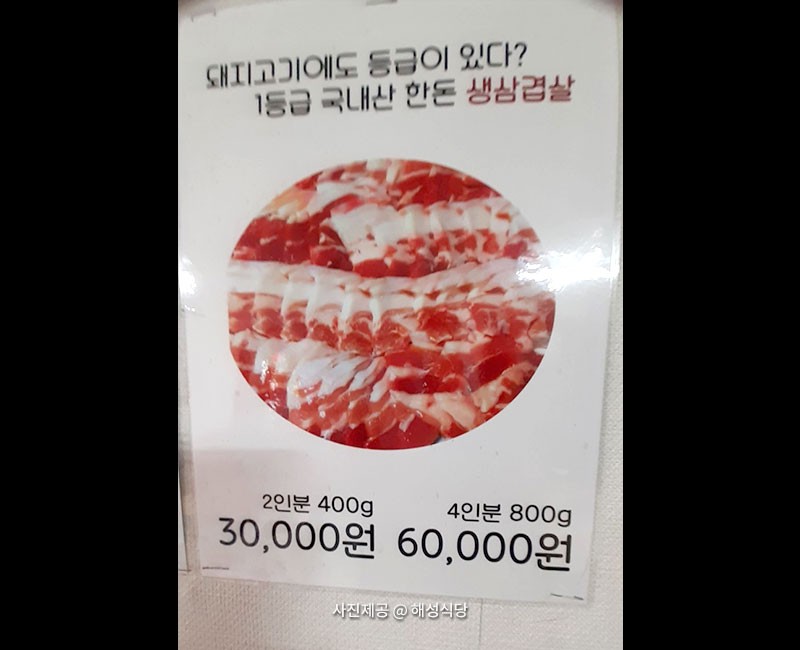 돼지고기에도 등급이 있다?
1등급 국내산 한돈 생삼겹살
2인분 400g
30,000원
4인분 800g
60,000원
사진제공 @ 해성식당